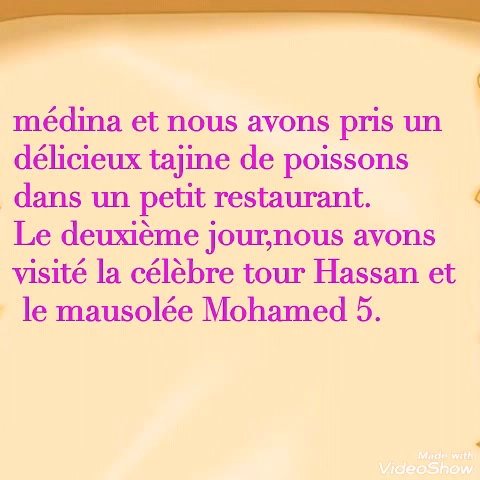 médina et nous avons pris un
délicieux tajine de poissons
dans un petit restaurant.
Le deuxième jour,nous avons
visité la célèbre tour Hassan et
le mausolée Mohamed 5.
Made with
VideoShow